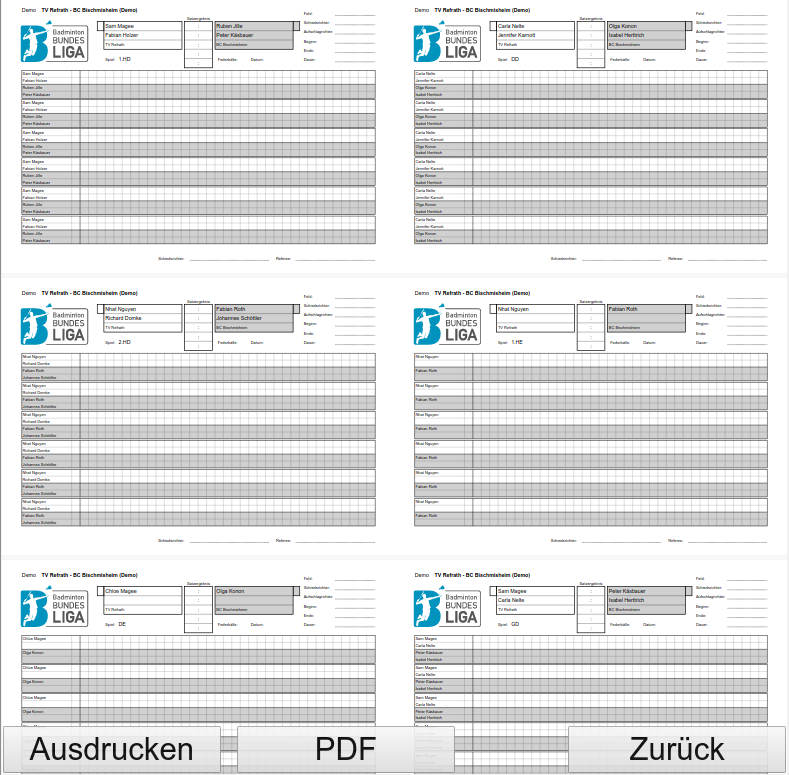 Demo TV Refrath - BC Bischmisheim (Demo)
Badminton
BUNDES
LIGA
Sam Magee
Fabian Holzer
TV Refrath
Satzergebnis
Ruben Jille
Peter Käsbauer
BC Bischmisheim
Spiel: 1.HD
Federbälle: Datum:
Feld:
Schiedsrichter:
Aufschlagrichter:
Beginn:
Ende:
Dauer:
Sam Magee
Fabian Holzer
Ruben Jille
Peter Käsbauer
Sam Magee
Fabian Holzer
Ruben Jille
Peter Käsbauer
Sam Magee
Fabian Holzer
Ruben Jille
Peter Käsbauer
Sam Magee
Fabian Holzer
Ruben Jille
Peter Käsbauer
Sam Magee
Fabian Holzer
Ruben Jille
Peter Käsbauer
Sam Magee
Fabian Holzer
Ruben Jille
Peter Käsbauer
Schiedsrichter: Referee:
Demo TV Refrath - BC Bischmisheim (Demo)
Badminton
BUNDES
LIGA
Carla Nelte
Jennifer Karnott
TV Refrath
Satzergebnis
Olga Konon
Isabel Herttrich
BC Bischmisheim
Spiel: DD
Federbälle: Datum:
Feld:
Schiedsrichter:
Aufschlagrichter:
Beginn:
Ende:
Dauer:
Carla Nelte
Jennifer Karnott
Olga Konon
Isabel Herttrich
Carla Nelte
Jennifer Karnott
Olga Konon
Isabel Herttrich
Carla Nelte
Jennifer Karnott
Olga Konon
Isabel Herttrich
Carla Nelte
Jennifer Karnott
Olga Konon
Isabel Herttrich
Carla Nelte
Jennifer Karnott
Olga Konon
Isabel Herttrich
Carla Nelte
Jennifer Karnott
Olga Konon
Isabel Herttrich
Schiedsrichter: Referee:
Demo TV Refrath - BC Bischmisheim (Demo)
Badminton
BUNDES
LIGA
Nhat Nguyen
Richard Domke
TV Refrath
Satzergebnis
Fabian Roth
Johannes Schöttler
BC Bischmisheim
Spiel: 2.HD
Federbälle: Datum:
Feld:
Schiedsrichter:
Aufschlagrichter:
Beginn:
Ende:
Dauer:
Nhat Nguyen
Richard Domke
Fabian Roth
Johannes Schöttler
Nhat Nguyen
Richard Domke
Fabian Roth
Johannes Schöttler
Nhat Nguyen
Richard Domke
Fabian Roth
Johannes Schöttler
Nhat Nguyen
Richard Domke
Fabian Roth
Johannes Schöttler
Nhat Nguyen
Richard Domke
Fabian Roth
Johannes Schöttler
Nhat Nguyen
Richard Domke
Fabian Roth
Johannes Schöttler
Schiedsrichter: Referee:
Demo TV Refrath - BC Bischmisheim (Demo)
Badminton
BUNDES
LIGA
Nhat Nguyen
TV Refrath
Satzergebnis
Fabian Roth
BC Bischmisheim
Spiel: 1.HE
Federbälle: Datum:
Feld:
Schiedsrichter:
Aufschlagrichter:
Beginn:
Ende:
Dauer:
Nhat Nguyen
Fabian Roth
Nhat Nguyen
Fabian Roth
Nhat Nguyen
Fabian Roth
Nhat Nguyen
Fabian Roth
Nhat Nguyen
Fabian Roth
Nhat Nguyen
Fabian Roth
Schiedsrichter: Referee:
Demo TV Refrath - BC Bischmisheim (Demo)
Badminton
BUNDES
LIGA
Chloe Magee
TV Refrath
Satzergebnis
Olga Konon
BC Bischmisheim
Spiel: DE
Federbälle: Datum:
Feld:
Schiedsrichter:
Aufschlagrichter:
Beginn:
Ende:
Dauer:
Chloe Magee
Olga Konon
Chloe Magee
Olga Konon
Chloe Magee
Olga Konon
Demo TV Refrath - BC Bischmisheim (Demo)
Badminton
BUNDES
LIGA
Sam Magee
Carla Nelte
TV Refrath
Satzergebnis
Peter Käsbauer
Isabel Herttrich
BC Bischmisheim
Spiel: GD
Federbälle: Datum:
Feld:
Schiedsrichter:
Aufschlagrichter:
Beginn:
Ende:
Dauer:
Sam Magee
Carla Nelte
Peter Käsbauer
Isabel Herttrich
Sam Magee
Carla Nelte
Peter Käsbauer
Isabel Herttrich
Sam Magee
Carla Nelte
Peter Käsbauer
Isabel Herttrich
Ausdrucken PDF Zurück